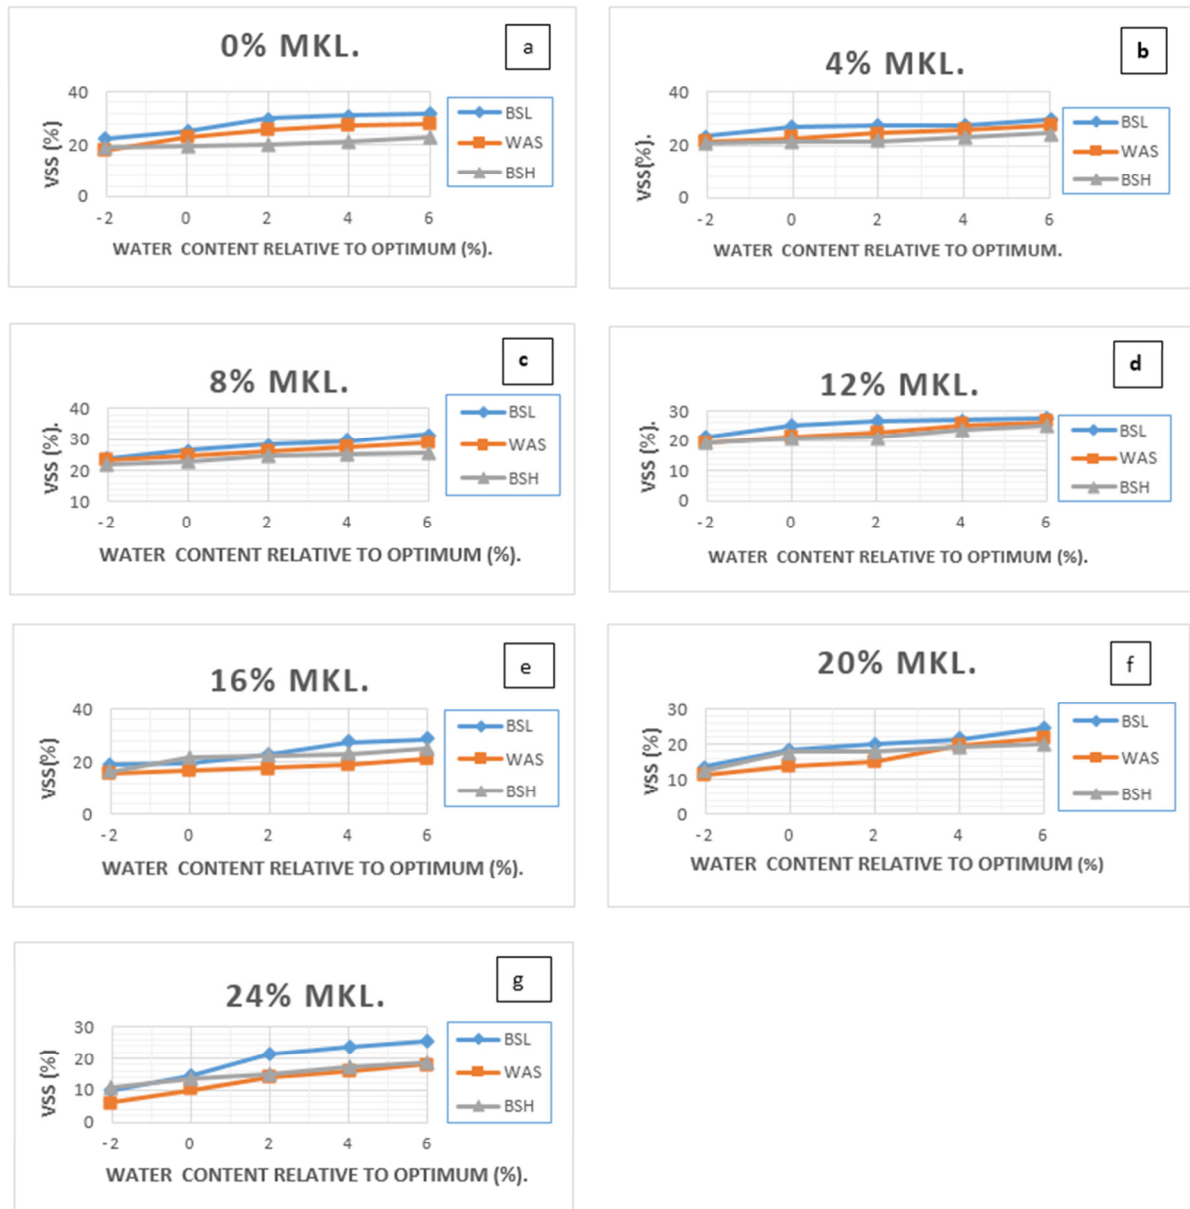 0% MKL.
a
VSS (%)
40
20
0
-2 0 2 4 6
WATER CONTENT RELATIVE TO OPTIMUM (%).
BSL
WAS
BSH
4% MKL.
b
VSS(%).
40
20
0
-2 0 2 4 6
WATER CONTENT RELATIVE TO OPTIMUM.
BSL
WAS
BSH
8% MKL.
c
VSS (%).
40
30
20
10
-2 0 2 4 6
WATER CONTENT RELATIVE TO OPTIMUM (%).
BSL
WAS
BSH
12% MKL.
d
VSS (%)
30
20
10
0
-2 0 2 4 6
WATER CONTENT RELATIVE TO OPTIMUM (%).
BSL
WAS
BSH
16% MKL.
e
VSS(%)
40
20
0
-2 0 2 4 6
WATER CONTENT RELATIVE TO OPTIMUM (%).
BSL
WAS
BSH
20% MKL.
f
VSS (%)
30
20
10
0
-2 0 2 4 6
WATER CONTENT RELATIVE TO OPTIMUM (%)
BSL
WAS
BSH
24% MKL.
g
VSS (%)
30
20
10
0
-2 0 2 4 6
WATER CONTENT RELATIVE TO OPTIMUM (%).
BSL
WAS
BSH